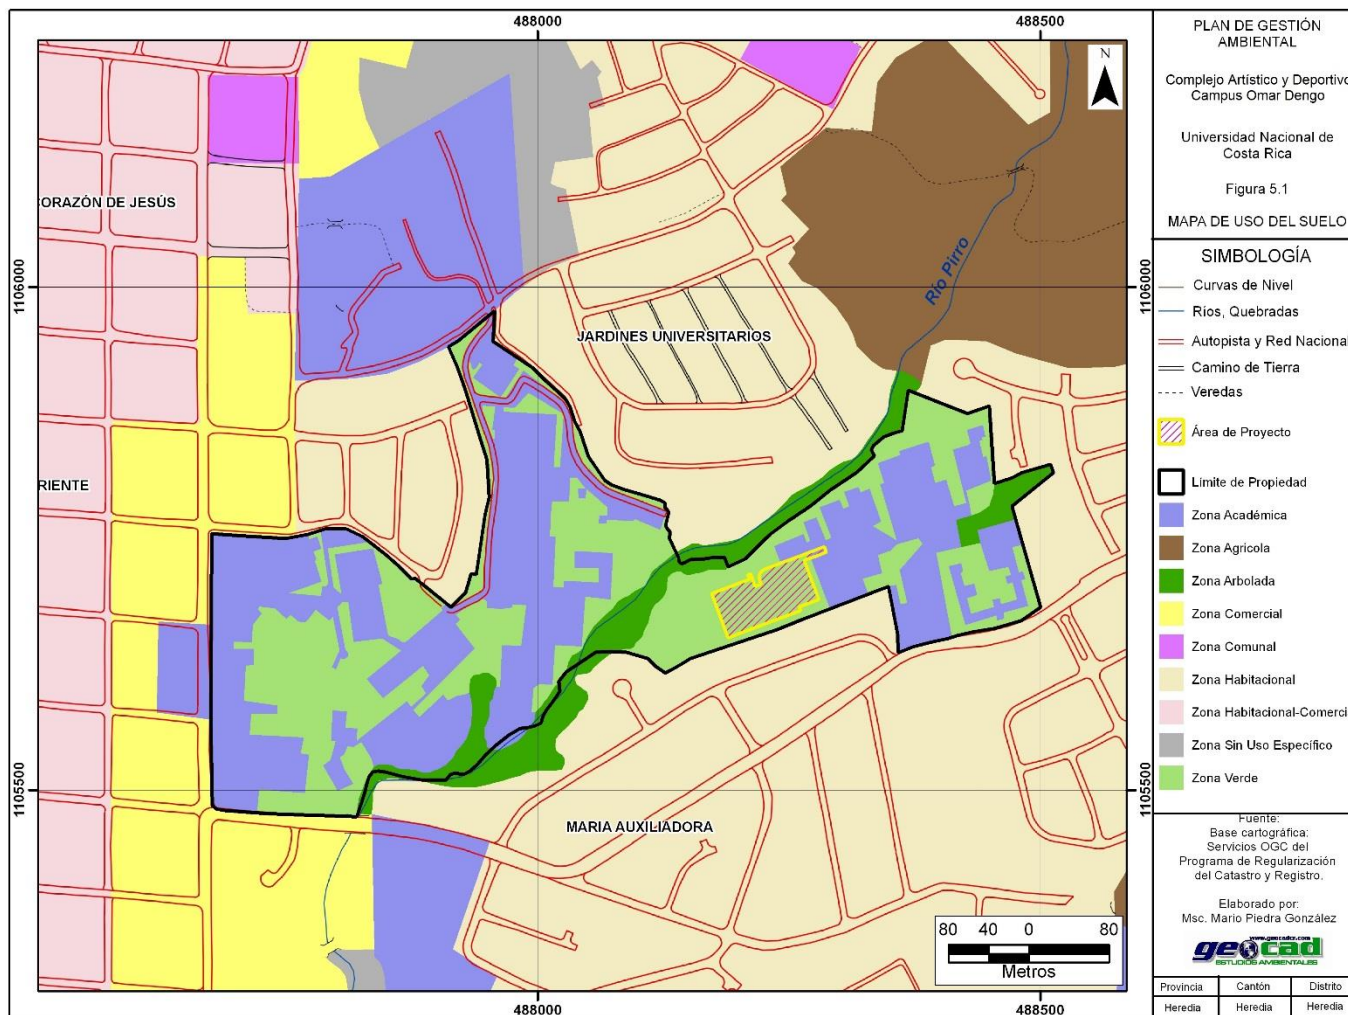 488000
488500
1106000
1106000
1105500
1105500
488000
488500
N
ORAZÓN DE JESÚS
RIENTE
JARDINES UNIVERSITARIOS
MARIA AUXILIADORA
Río Pirro
80 40 0 80
Metros
PLAN DE GESTIÓN
AMBIENTAL
Complejo Artístico y Deportivo
Campus Omar Dengo
Universidad Nacional de
Costa Rica
Figura 5.1
MAPA DE USO DEL SUELO
SIMBOLOGÍA
Curvas de Nivel
Rios, Quebradas
Autopista y Red Nacional
Camino de Tierra
Veredas
Área de Proyecto
Limite de Propiedad
Zona Académica
Zona Agricola
Zona Arbolada
Zona Comercial
Zona Comunal
Zona Habitacional
Zona Habitacional-Comerci
Zona Sin Uso Específico
Zona Verde
Fuente:
Base cartográfica:
Servicios OGC del
Programa de Regularización
del Catastro y Registro.
Elaborado por:
Msc. Mario Piedra González
www.geocadcr.com
geocad
ESTUDIOS AMBIENTALES
Provincia Cantón Distrito
Heredia Heredia Heredia